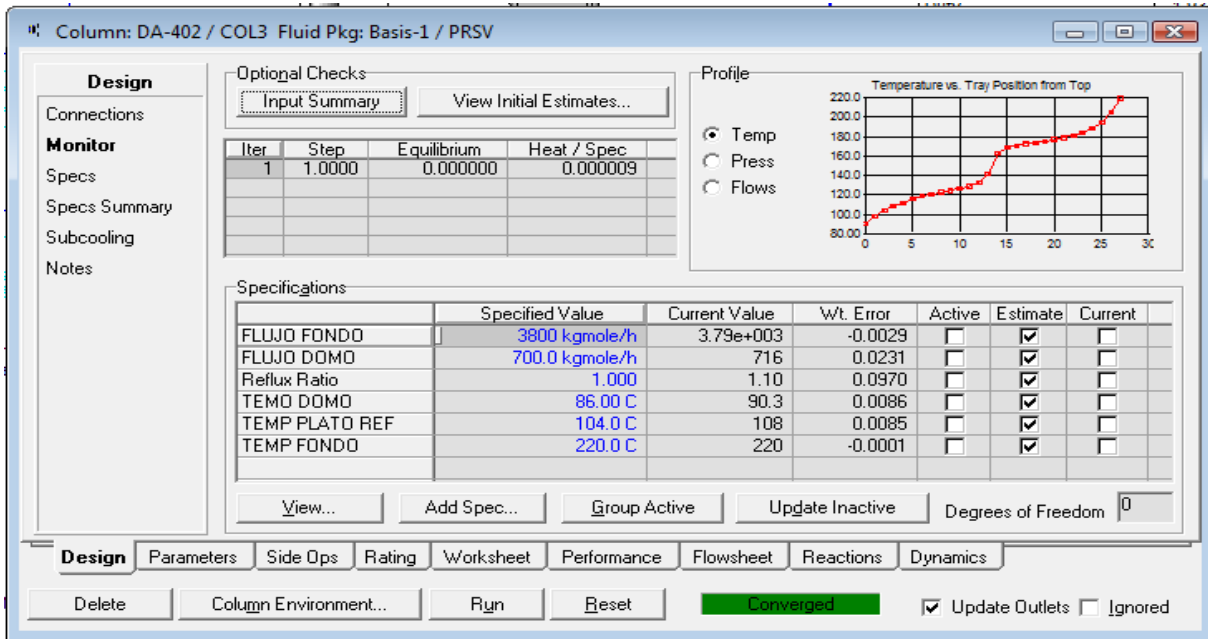 Column: DA-402 / COL3 Fluid Pkg: Basis-1 / PRSV
Design
Connections
Monitor
Specs
Specs Summary
Subcooling
Notes
Optional Checks
Input Summary
View Initial Estimates...
Iter Step Equilibrium Heat / Spec
1 1.0000 0.000000 0.000009
Profile
Temp
Press
Flows
Temperature vs. Tray Position from Top
220.0
200.0
180.0
160.0
140.0
120.0
100.0
80.00
0 5 10 15 20 25
Specifications
Specified Value Current Value Wt. Error Active Estimate Current
FLUJO FONDO 3800 kgmole/h 3.79e+003 -0.0029
FLUJO DOMO 700.0 kgmole/h 716 0.0231
Reflux Ratio 1.000 1.10 0.0970
TEMO DOMO 86.00 C 90.3 0.0086
TEMP PLATO REF 104.0 C 108 0.0085
TEMP FONDO 220.0 C 220 -0.0001
View... Add Spec... Group Active Update Inactive Degrees of Freedom 0
Design Parameters Side Ops Rating Worksheet Performance Flowsheet Reactions Dynamics
Delete Column Environment... Run Reset Converged Update Outlets Ignored